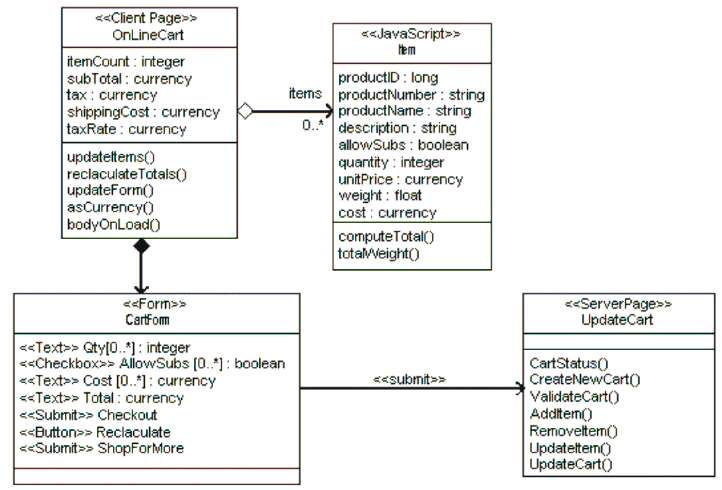 <<Client Page>>
OnLineCart
itemCount : integer
subTotal : currency
tax : currency
shippingCost : currency
taxRate : currency
updateItems()
reclaculateTotals()
updateForm()
asCurrency()
bodyOnLoad()
items
0..*
<<JavaScript>>
Item
productID : long
productNumber : string
productName : string
description : string
allowSubs : boolean
quantity : integer
unitPrice : currency
weight : float
cost : currency
computeTotal()
totalWeight()
<<Form>>
CartForm
<<Text>> Qty[0..*] : integer
<<Checkbox>> AllowSubs [0..*] : boolean
<<Text>> Cost [0..*] : currency
<<Text>> Total : currency
<<Submit>> Checkout
<<Button>> Reclaculate
<<Submit>> ShopForMore
<<submit>>
<<ServerPage>>
UpdateCart
CartStatus()
CreateNewCart()
ValidateCart()
AddItem()
RemoveItem()
UpdateItem()
UpdateCart()